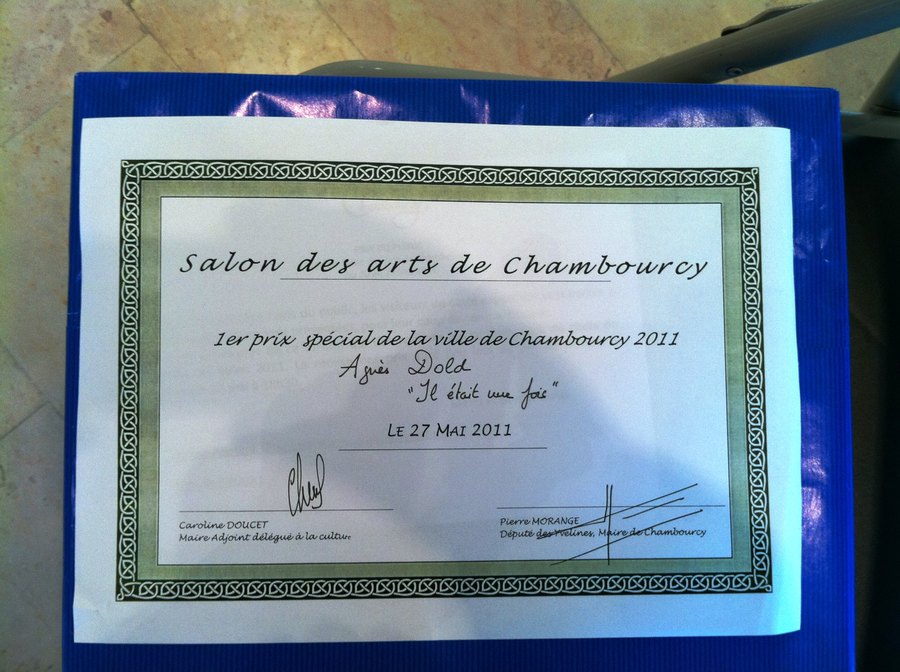 Salon des arts de Chambourcy
1er prix spécial de la ville de Chambourcy 2011
Agnès Dold
"Il était une fois"
LE 27 MAI 2011
Caroline DOUCET
Maire Adjoint délégué à la culture
Pierre MORANGE
Député des Yvelines, Maire de Chambourcy